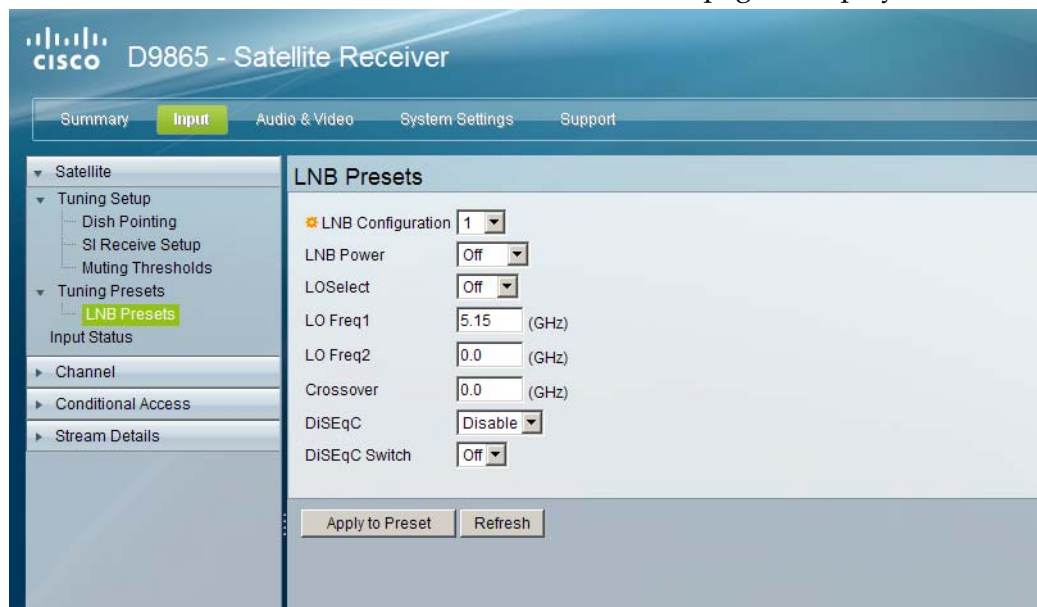 CISCO D9865 - Satellite Receiver
Summary Input Audio & Video System Settings Support
Satellite
Tuning Setup
Dish Pointing
SI Receive Setup
Muting Thresholds
Tuning Presets
LNB Presets
Input Status
Channel
Conditional Access
Stream Details
LNB Presets
LNB Configuration 1
LNB Power Off
LOSelect Off
LO Freq1 5.15 (GHz)
LO Freq2 0.0 (GHz)
Crossover 0.0 (GHz)
DiSEqC Disable
DiSEqC Switch Off
Apply to Preset Refresh